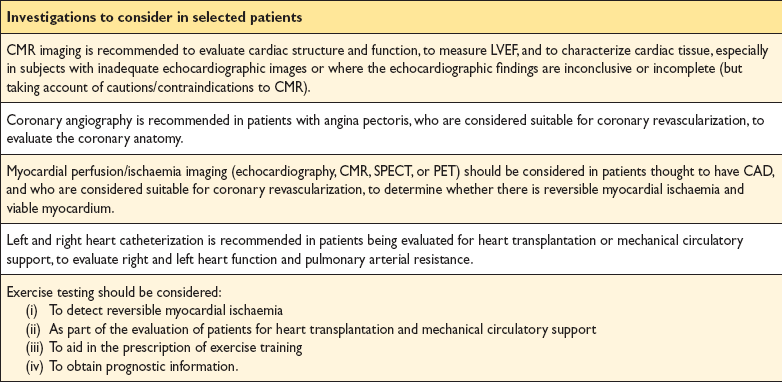 Investigations to consider in selected patients
CMR imaging is recommended to evaluate cardiac structure and function, to measure LVEF, and to characterize cardiac tissue, especially
in subjects with inadequate echocardiographic images or where the echocardiographic findings are inconclusive or incomplete (but
taking account of cautions/contraindications to CMR).
Coronary angiography is recommended in patients with angina pectoris, who are considered suitable for coronary revascularization, to
evaluate the coronary anatomy.
Myocardial perfusion/ischaemia imaging (echocardiography, CMR, SPECT, or PET) should be considered in patients thought to have CAD,
and who are considered suitable for coronary revascularization, to determine whether there is reversible myocardial ischaemia and
viable myocardium.
Left and right heart catheterization is recommended in patients being evaluated for heart transplantation or mechanical circulatory
support, to evaluate right and left heart function and pulmonary arterial resistance.
Exercise testing should be considered:
(i) To detect reversible myocardial ischaemia
(ii) As part of the evaluation of patients for heart transplantation and mechanical circulatory support
(iii) To aid in the prescription of exercise training
(iv) To obtain prognostic information.